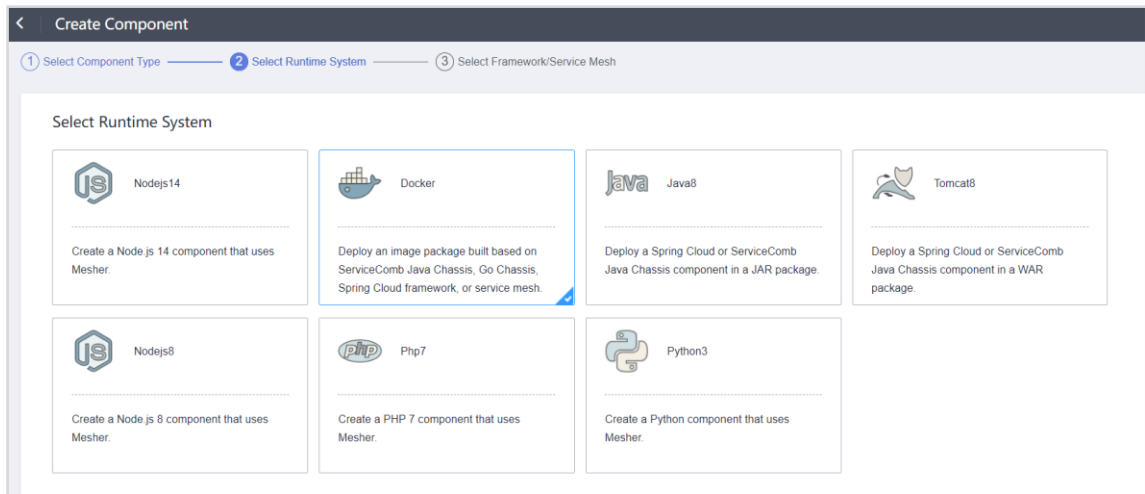 Create Component
1 Select Component Type 2 Select Runtime System 3 Select Framework/Service Mesh
Select Runtime System
JS Nodejs14
Create a Node.js 14 component that uses
Mesher.
Docker
Deploy an image package built based on
ServiceComb Java Chassis, Go Chassis,
Spring Cloud framework, or service mesh.
Java Java8
Deploy a Spring Cloud or ServiceComb
Java Chassis component in a JAR package.
Tomcat8
Deploy a Spring Cloud or ServiceComb
Java Chassis component in a WAR
package.
JS Nodejs8
Create a Node.js 8 component that uses
Mesher.
php Php7
Create a PHP 7 component that uses
Mesher.
Python3
Create a Python component that uses
Mesher.